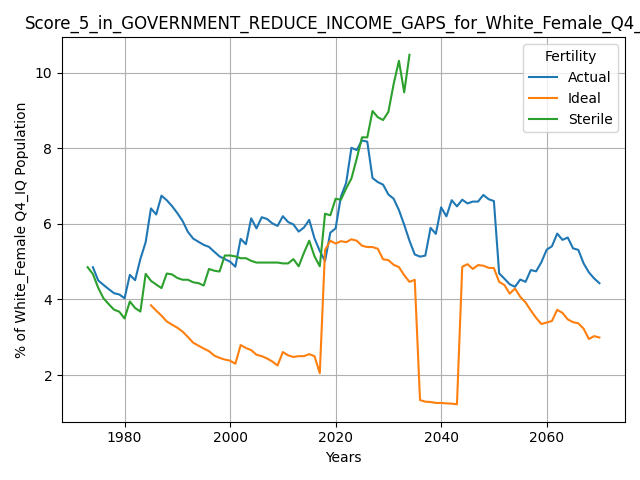 Score_5_in_GOVERNMENT_REDUCE_INCOME_GAPS_for_White_Female_Q4_
% of White_Female Q4_IQ Population
10
8
6
4
2
1980
2000
2020
2040
2060
Years
Fertility
Actual
Ideal
Sterile